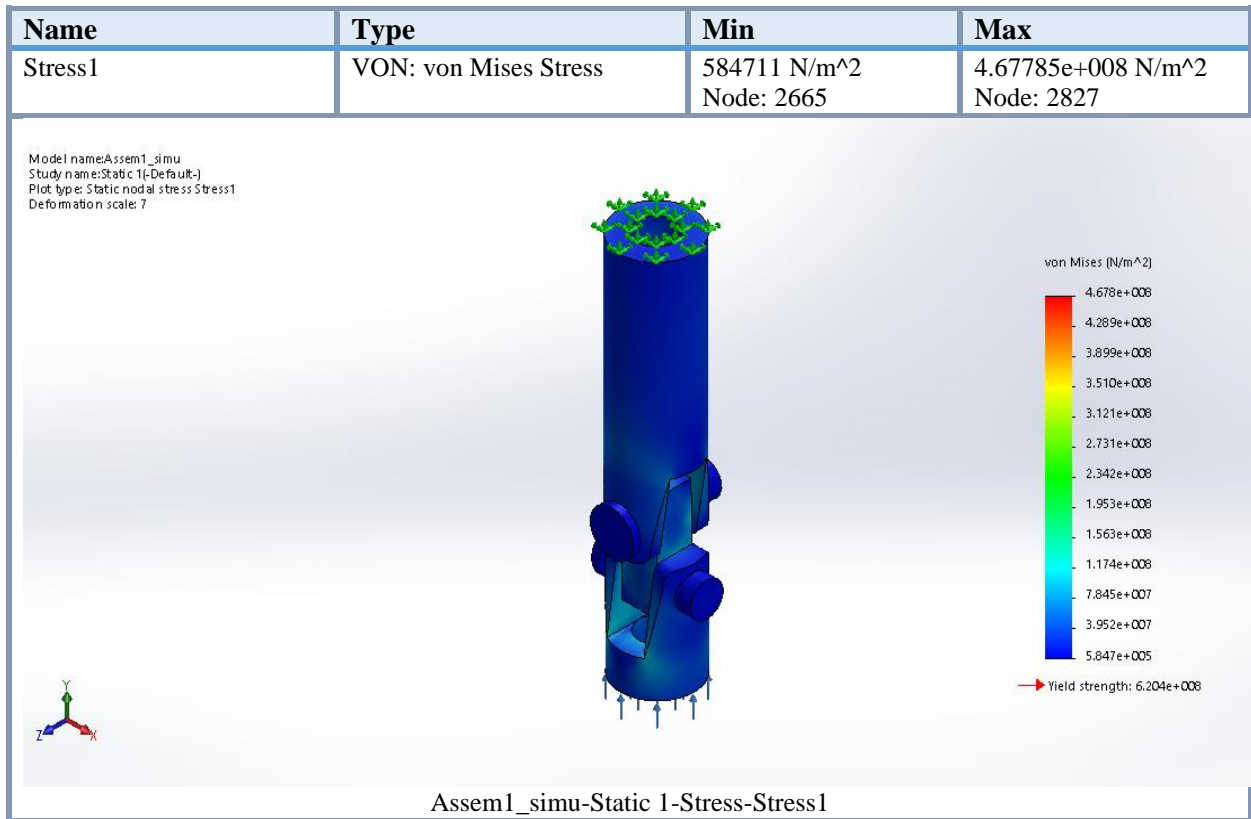 Name Type Min Max
Stress1 VON: von Mises Stress 584711 N/m^2 4.67785e+008 N/m^2
Node: 2665 Node: 2827
Model name:Assem1_simu
Study name:Static 1(-Default-)
Plot type: Static nodal stress Stress1
Deformation scale: 7
von Mises (N/m^2)
4.678e+008
4.289e+008
3.899e+008
3.510e+008
3.121e+008
2.731e+008
2.342e+008
1.953e+008
1.563e+008
1.174e+008
7.845e+007
3.952e+007
5.847e+005
Yield strength: 6.204e+008
Y
Z X
Assem1_simu-Static 1-Stress-Stress1